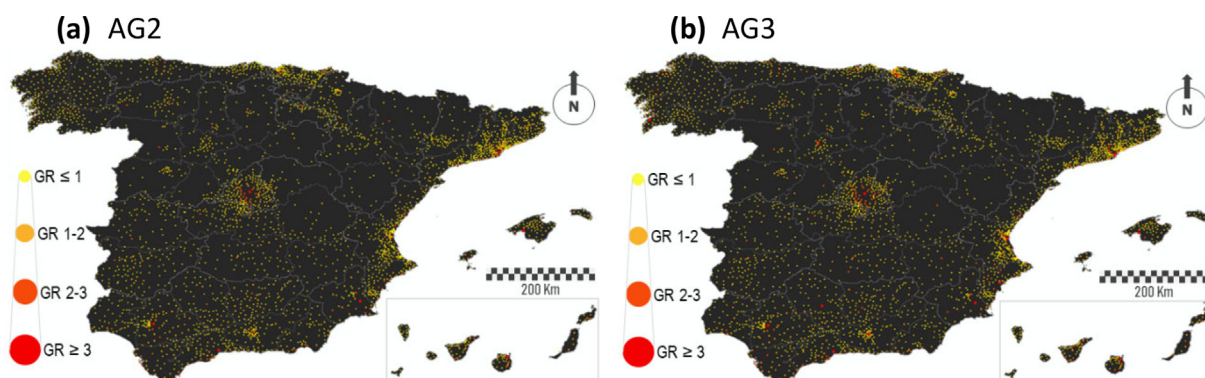 (a) AG2
N
GR ≤ 1
GR 1-2
GR 2-3
GR ≥ 3
200 Km
(b) AG3
N
GR ≤ 1
GR 1-2
GR 2-3
GR ≥ 3
200 Km